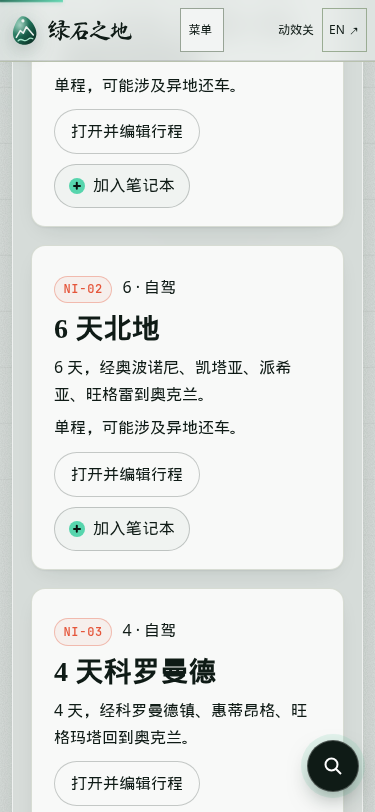 绿石之地
菜单
动效关
EN ↗
单程，可能涉及异地还车。
打开并编辑行程
加入笔记本
NI-02 6 · 自驾
6 天北地
6 天，经奥波诺尼、凯塔亚、派希
亚、旺格雷到奥克兰。
单程，可能涉及异地还车。
打开并编辑行程
加入笔记本
NI-03 4 · 自驾
4 天科罗曼德
4 天，经科罗曼德镇、惠蒂昂格、旺
格玛塔回到奥克兰。
打开并编辑行程